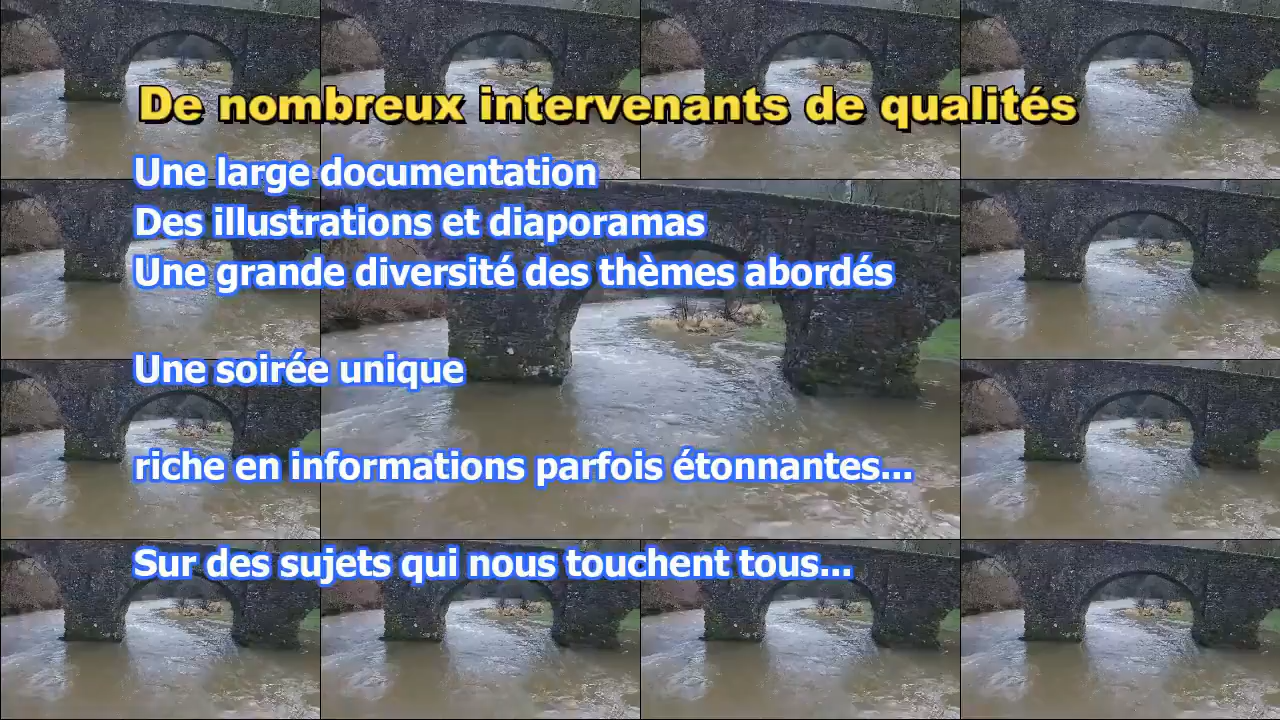 De nombreux intervenants de qualités
Une large documentation
Des illustrations et diaporamas
Une grande diversité des thèmes abordés
Une soirée unique
riche en informations parfois étonnantes...
Sur des sujets qui nous touchent tous...